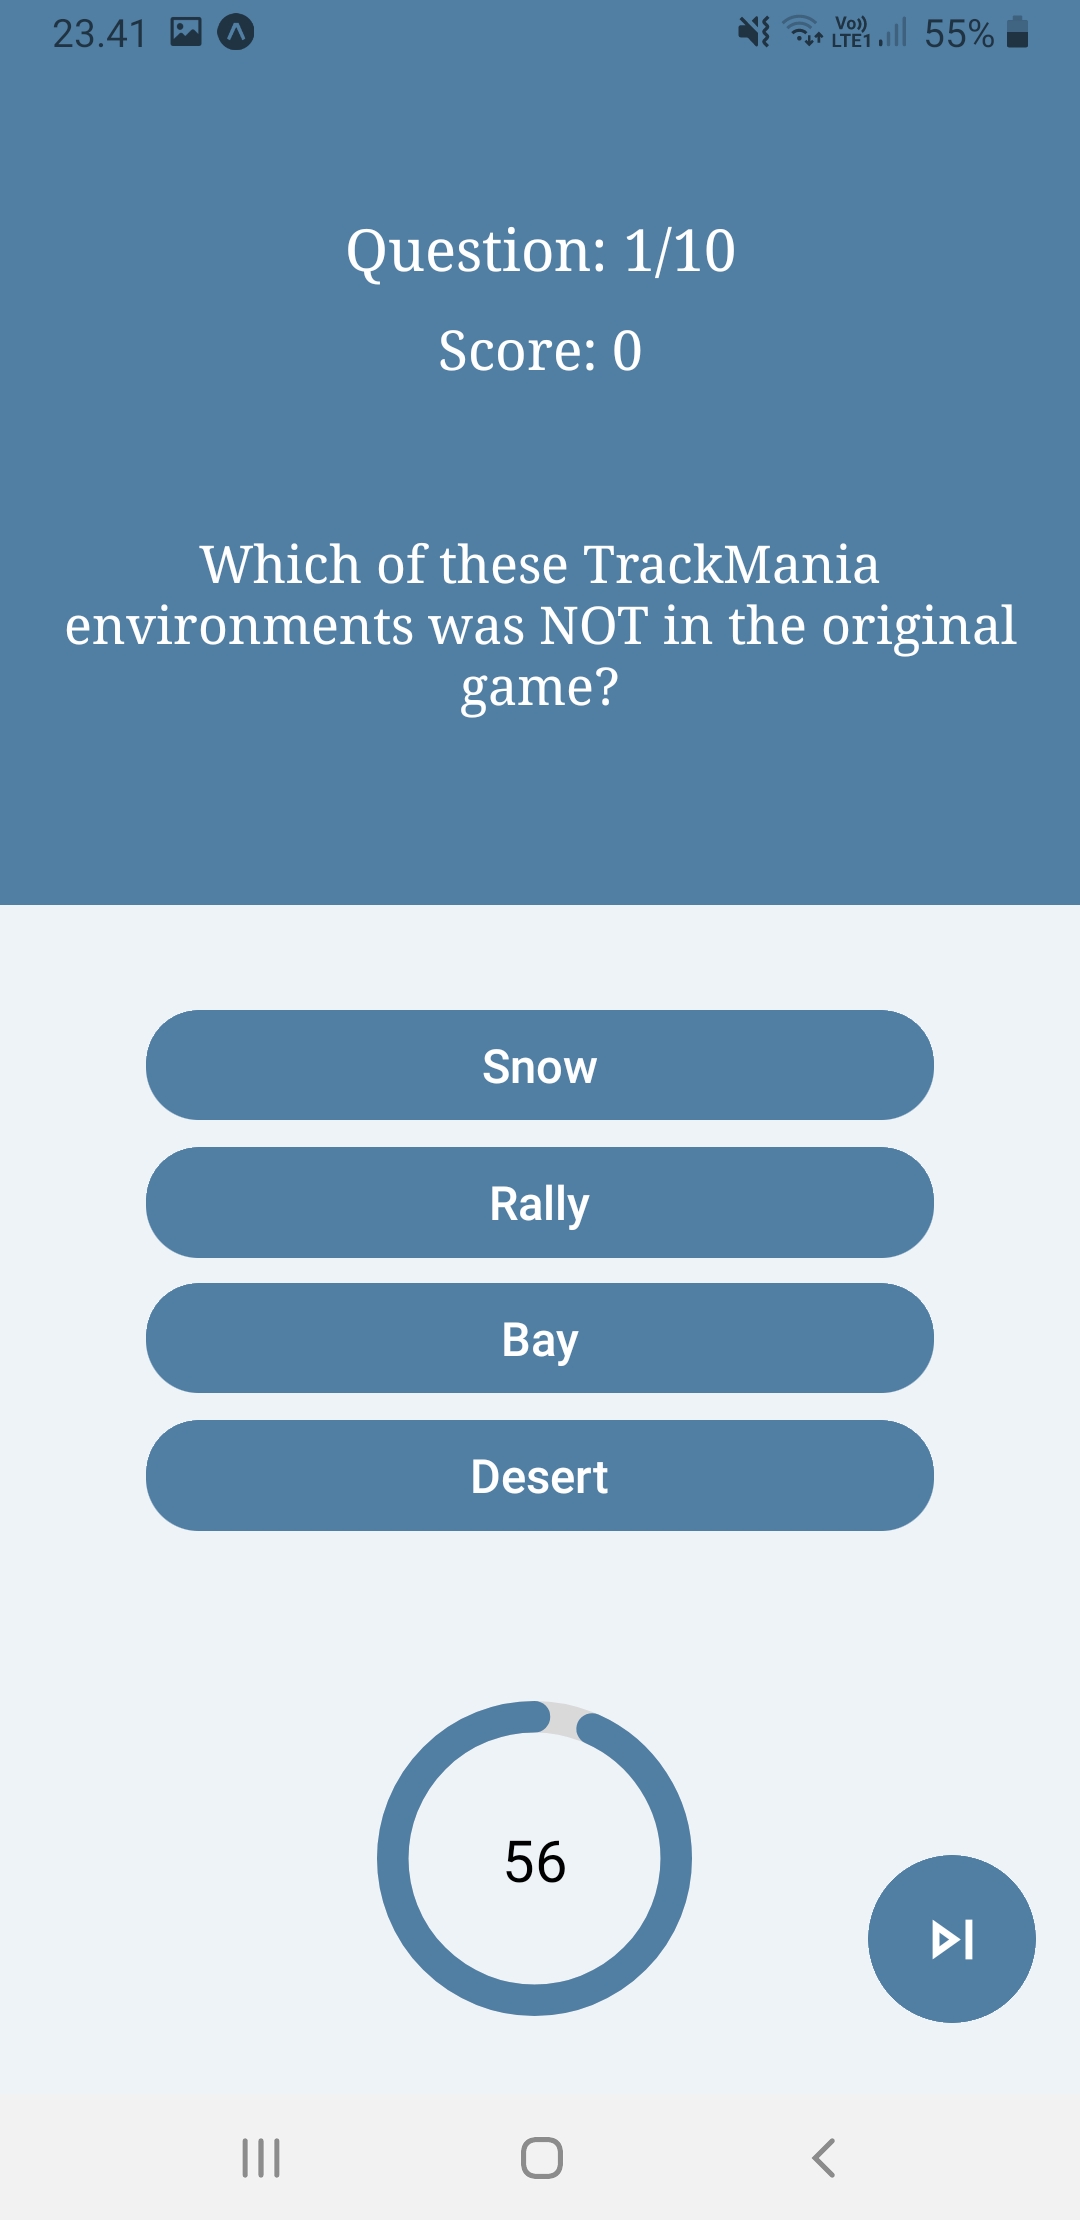 23.41
Vo)) LTE1
55%
Question: 1/10
Score: 0
Which of these TrackMania
environments was NOT in the original
game?
Snow
Rally
Bay
Desert
56